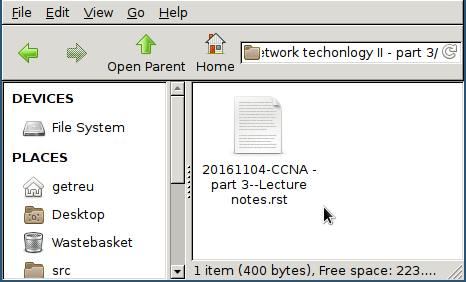 File Edit View Go Help
Open Parent Home etwork techonlogy II - part 3/
DEVICES
File System
PLACES
getreu
Desktop
Wastebasket
src
20161104-CCNA -
part 3--Lecture
notes.rst
1 item (400 bytes), Free space: 223....